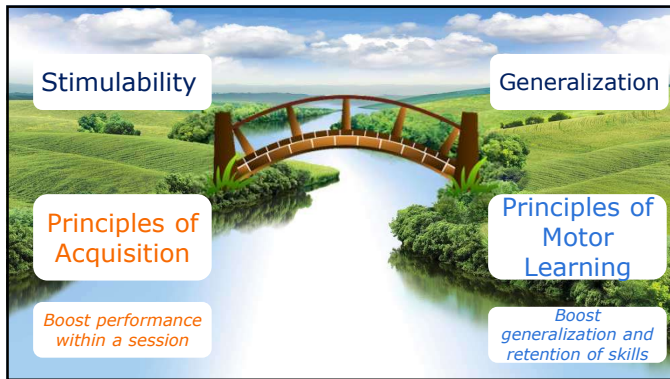 Stimulability
Generalization
Principles of
Acquisition
Principles of
Motor
Learning
Boost performance
within a session
Boost
generalization and
retention of skills